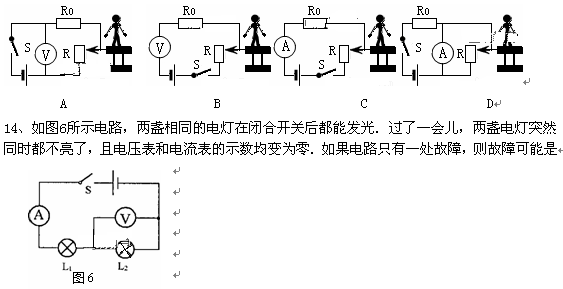 Ro Ro Ro Ro
S V R V R S A R S S A R
A B C D
14、如图6所示电路，两盏相同的电灯在闭合开关后都能发光．过了一会儿，两盏电灯突然
同时都不亮了，且电压表和电流表的示数均变为零．如果电路只有一处故障，则故障可能是
S
A V
L₁ L₂
图6